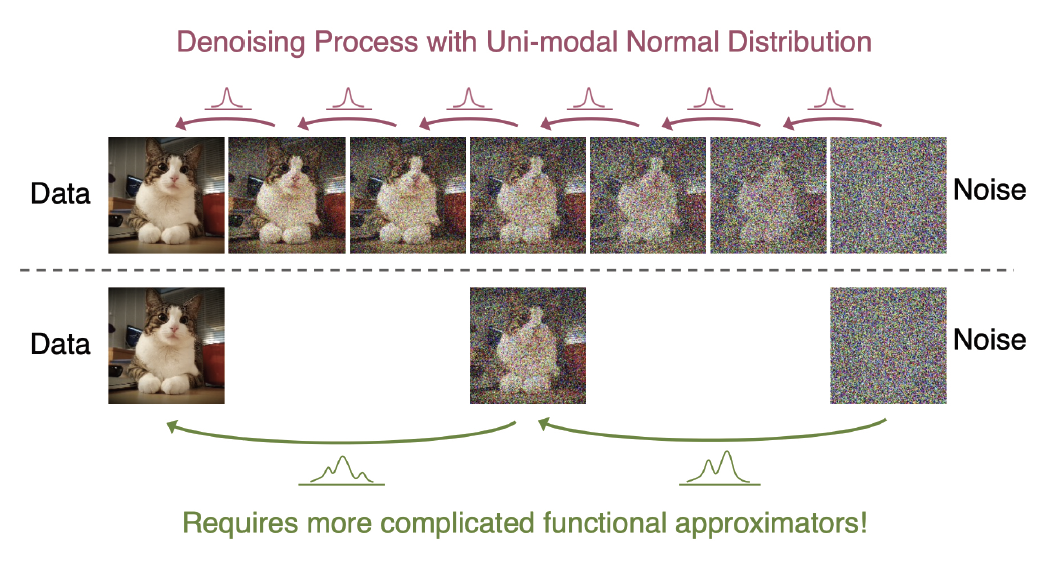 Denoising Process with Uni-modal Normal Distribution
Data
Noise
Data
Noise
Requires more complicated functional approximators!